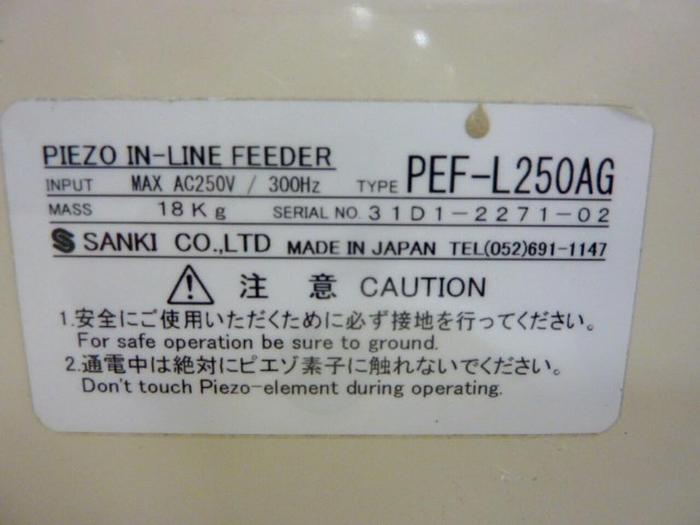 PIEZO IN-LINE FEEDER
INPUT MAX AC250V / 300Hz TYPE PEF-L250AG
MASS 18Kg SERIAL NO. 31D1-2271-02
SANKI CO.,LTD MADE IN JAPAN TEL(052)691-1147
注 意 CAUTION
1.安全にご使用いただくために必ず接地を行ってください。
For safe operation be sure to ground.
2.通電中は絶対にピエゾ素子に触れないでください。
Don't touch Piezo-element during operating.